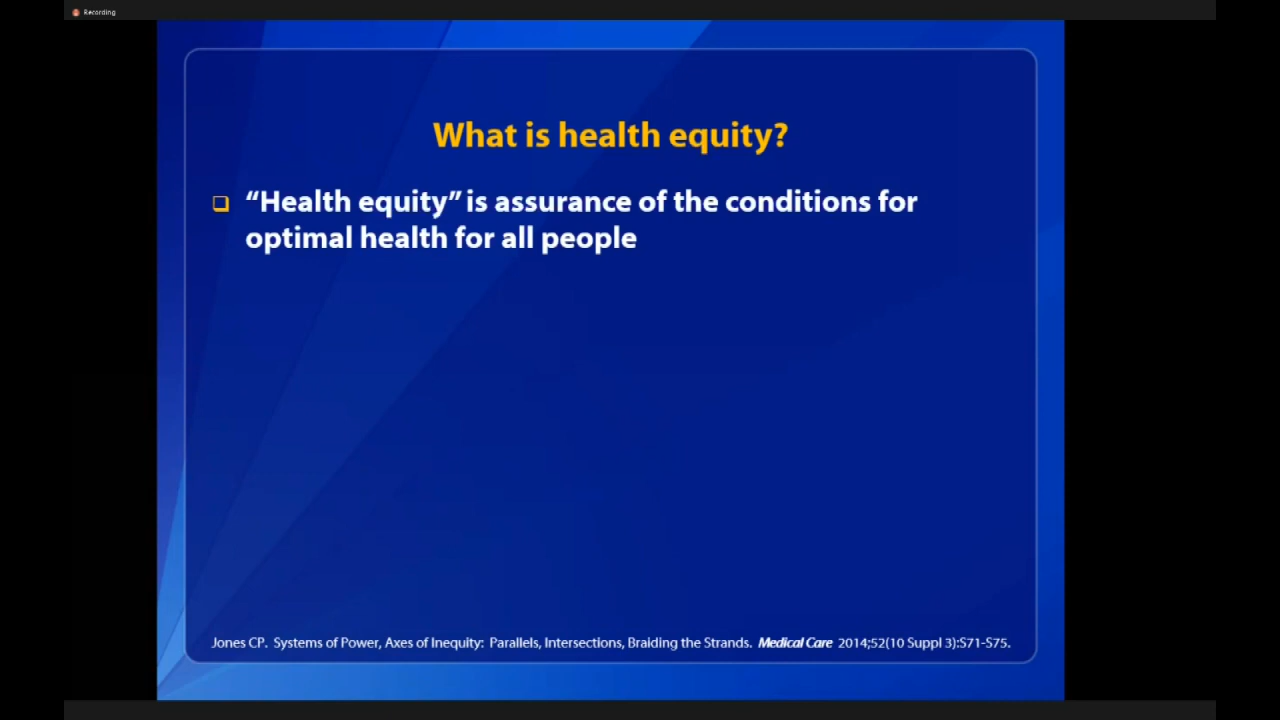 Recording
What is health equity?
“Health equity” is assurance of the conditions for
optimal health for all people
Jones CP. Systems of Power, Axes of Inequity: Parallels, Intersections, Braiding the Strands. Medical Care 2014;52(10 Suppl 3):S71-S75.